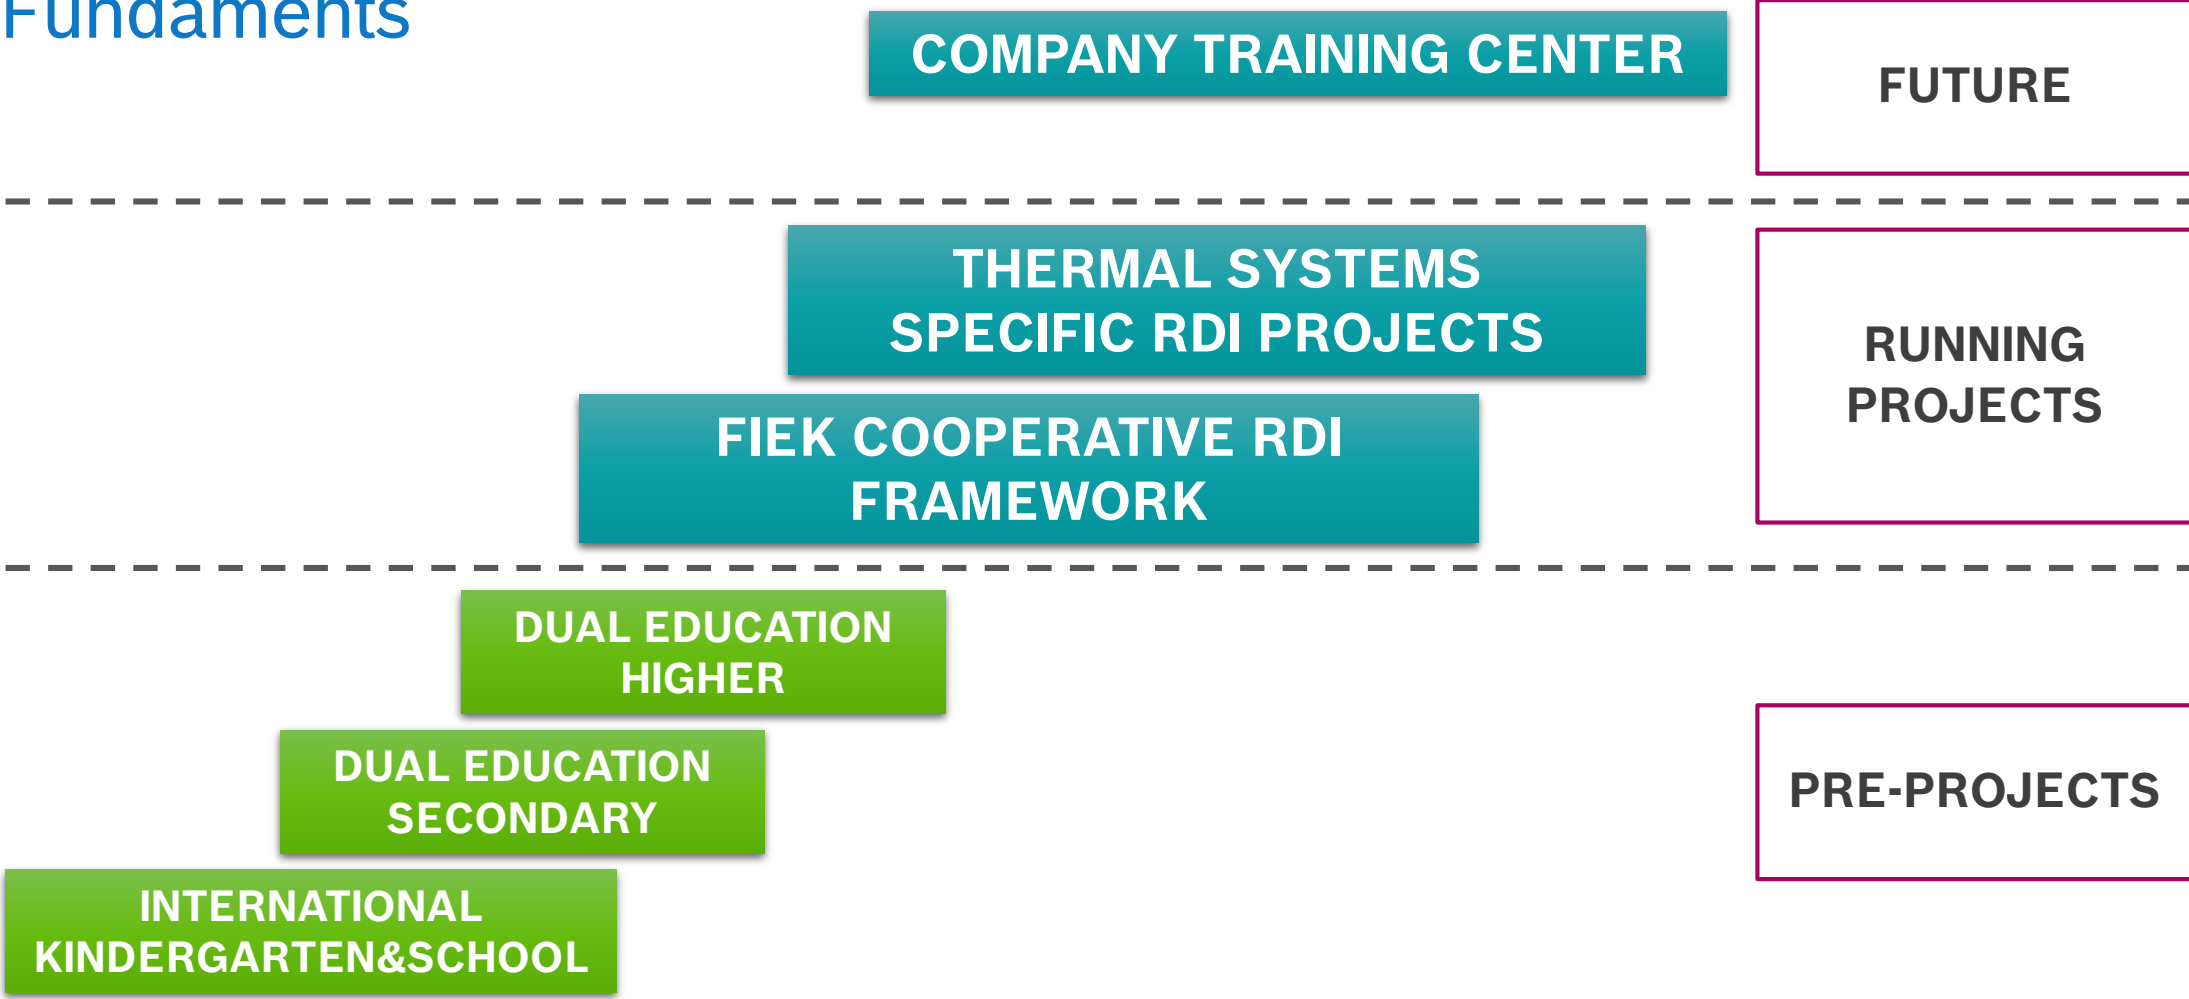 Fundaments
COMPANY TRAINING CENTER
FUTURE
THERMAL SYSTEMS
SPECIFIC RDI PROJECTS
RUNNING
PROJECTS
FIEK COOPERATIVE RDI
FRAMEWORK
DUAL EDUCATION
HIGHER
DUAL EDUCATION
SECONDARY
PRE-PROJECTS
INTERNATIONAL
KINDERGARTEN&SCHOOL